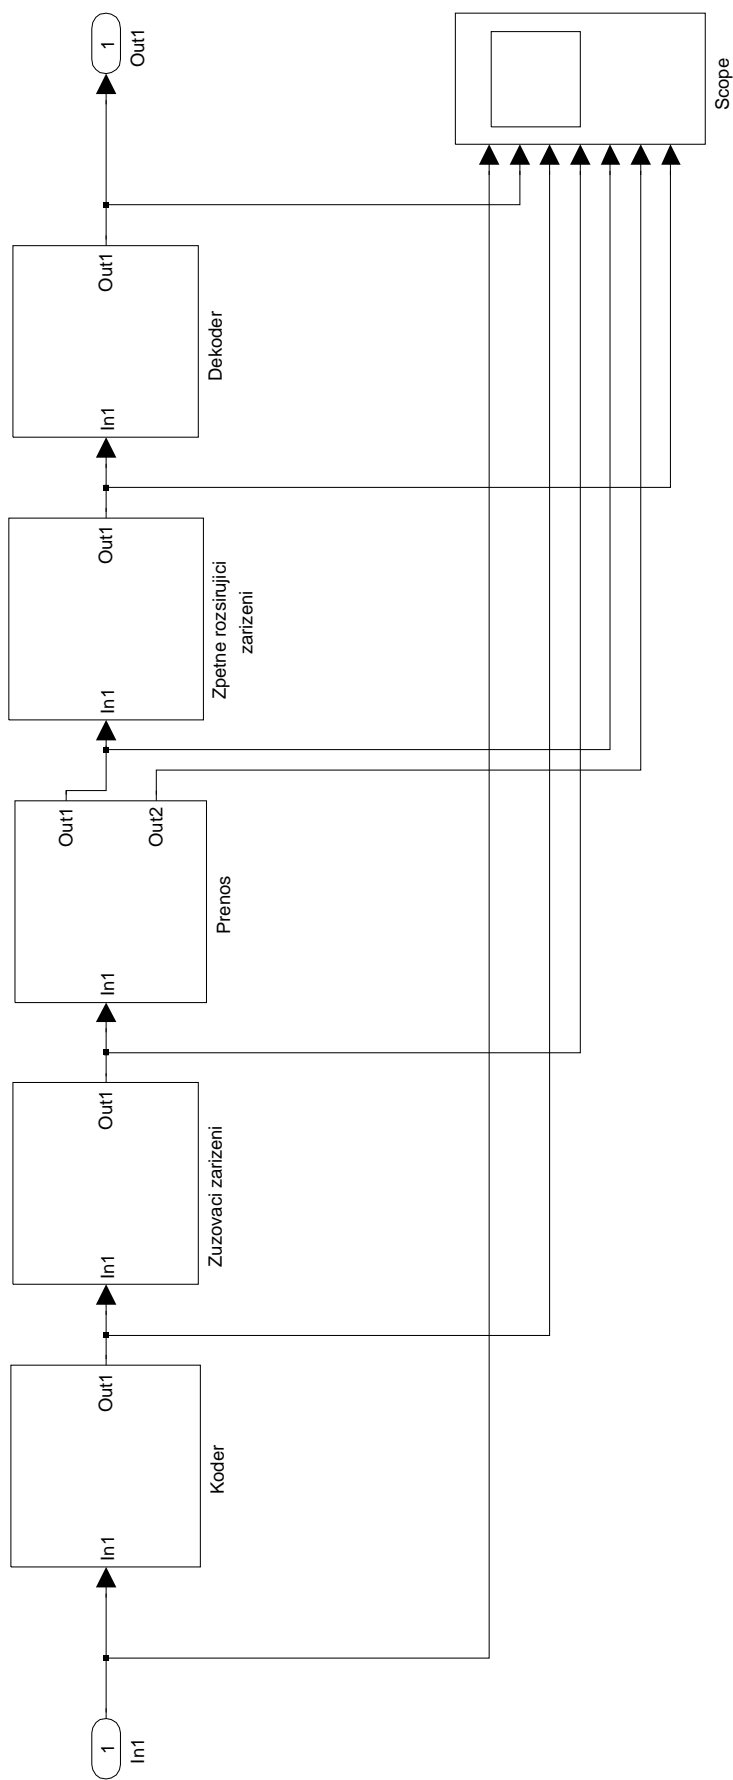 1
In1
In1
Out1
Koder
In1
Out1
Zuzovaci zarizeni
In1
Out1
Out2
Prenos
In1
Out1
Zpetne rozsirujici
zarizeni
In1
Out1
Dekoder
1
Out1
Scope